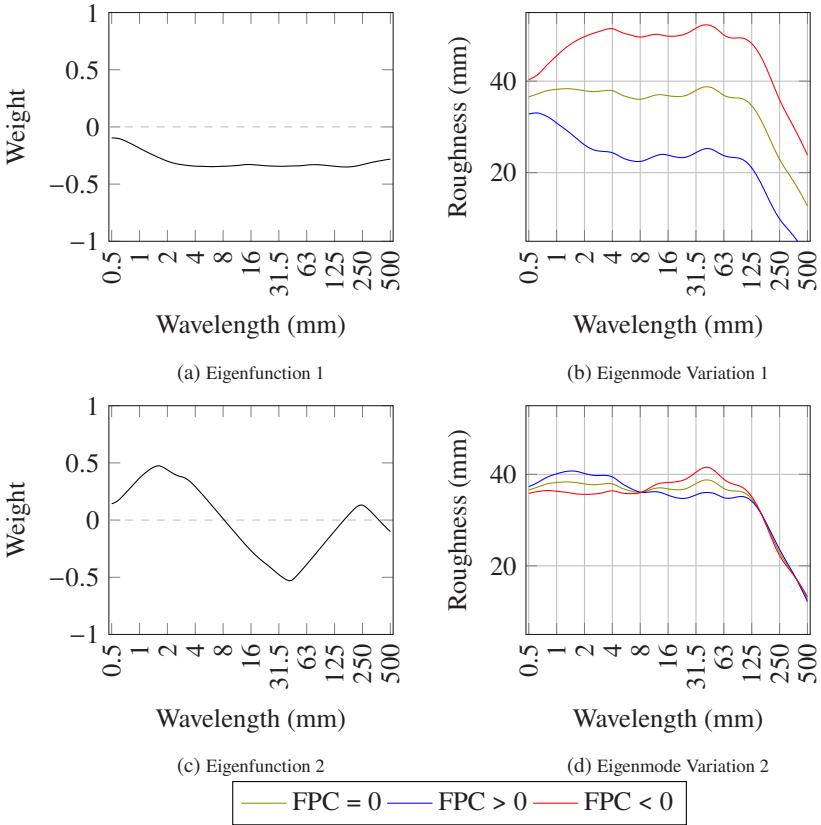 1
0.5
0
−0.5
−1
Weight
0.5 1 2 4 8 16 31.5 63 125 250 500
Wavelength (mm)
(a) Eigenfunction 1
40
20
Roughness (mm)
0.5 1 2 4 8 16 31.5 63 125 250 500
Wavelength (mm)
(b) Eigenmode Variation 1
1
0.5
0
−0.5
−1
Weight
0.5 1 2 4 8 16 31.5 63 125 250 500
Wavelength (mm)
(c) Eigenfunction 2
40
20
Roughness (mm)
0.5 1 2 4 8 16 31.5 63 125 250 500
Wavelength (mm)
(d) Eigenmode Variation 2
FPC = 0 FPC > 0 FPC < 0